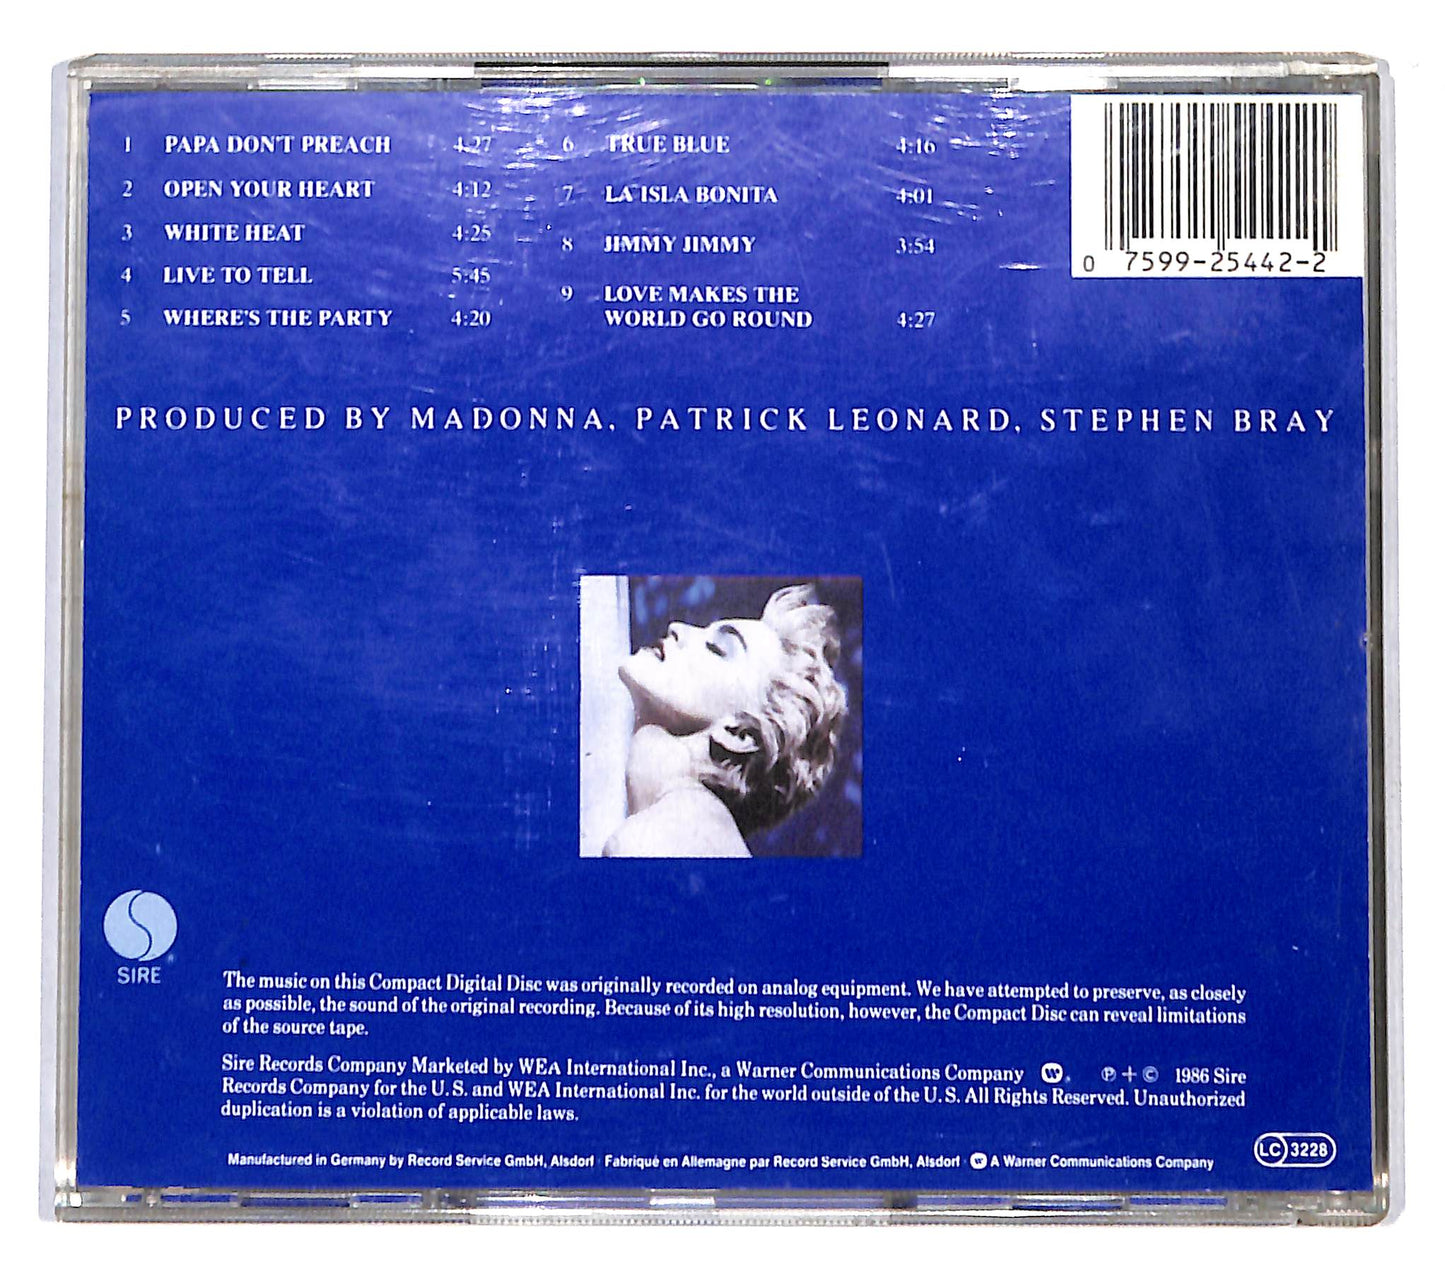 1 PAPA DON'T PREACH 4:27
2 OPEN YOUR HEART 4:12
3 WHITE HEAT 4:25
4 LIVE TO TELL 5:45
5 WHERE'S THE PARTY 4:20
6 TRUE BLUE 4:16
7 LA ISLA BONITA 4:01
8 JIMMY JIMMY 3:54
9 LOVE MAKES THE
WORLD GO ROUND 4:27
0 7599-25442-2
PRODUCED BY MADONNA, PATRICK LEONARD, STEPHEN BRAY
SIRE
The music on this Compact Digital Disc was originally recorded on analog equipment. We have attempted to preserve, as closely
as possible, the sound of the original recording. Because of its high resolution, however, the Compact Disc can reveal limitations
of the source tape.
Sire Records Company Marketed by WEA International Inc., a Warner Communications Company W. ℗ + © 1986 Sire
Records Company for the U.S. and WEA International Inc. for the world outside of the U.S. All Rights Reserved. Unauthorized
duplication is a violation of applicable laws.
Manufactured in Germany by Record Service GmbH, Alsdorf · Fabriqué en Allemagne par Record Service GmbH, Alsdorf · W A Warner Communications Company
LC 3228